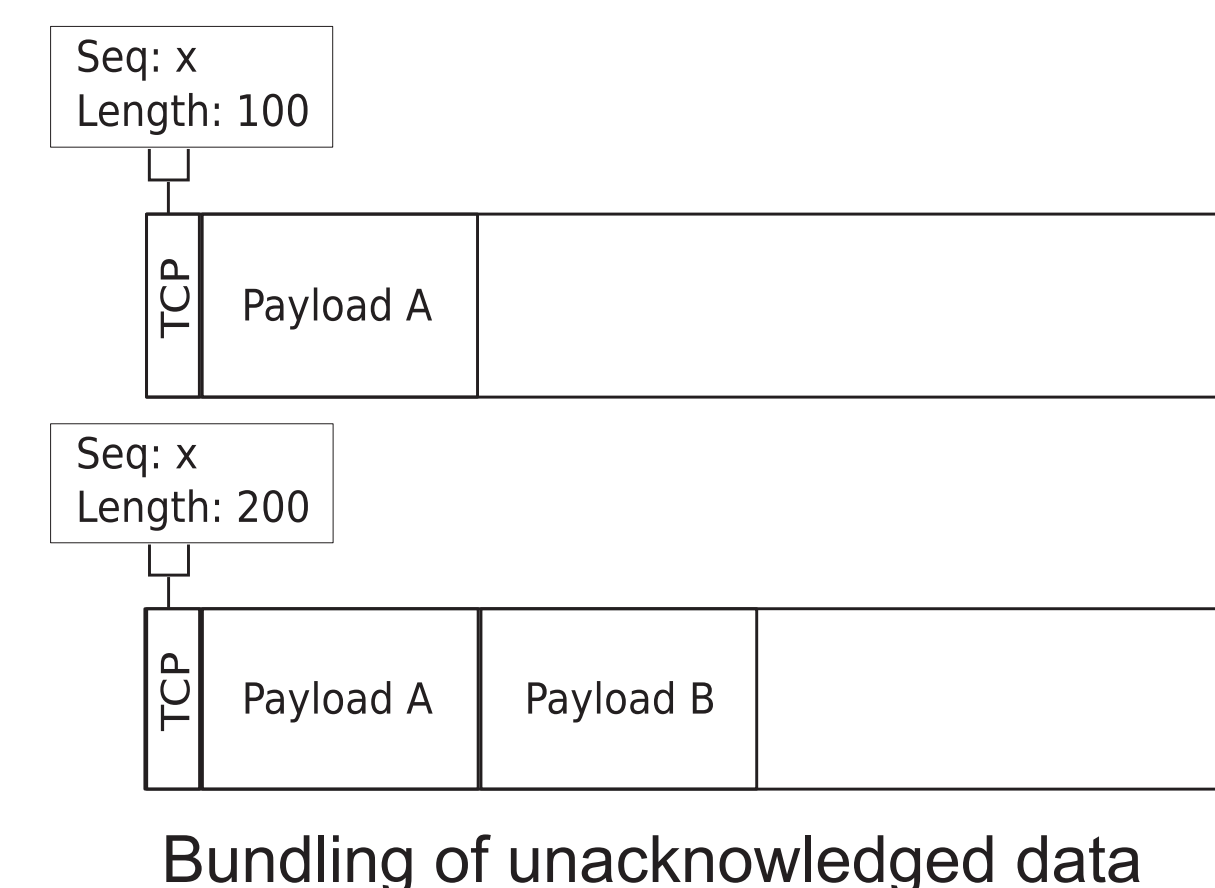 Seq: x
Length: 100
TCP
Payload A
Seq: x
Length: 200
TCP
Payload A
Payload B
Bundling of unacknowledged data